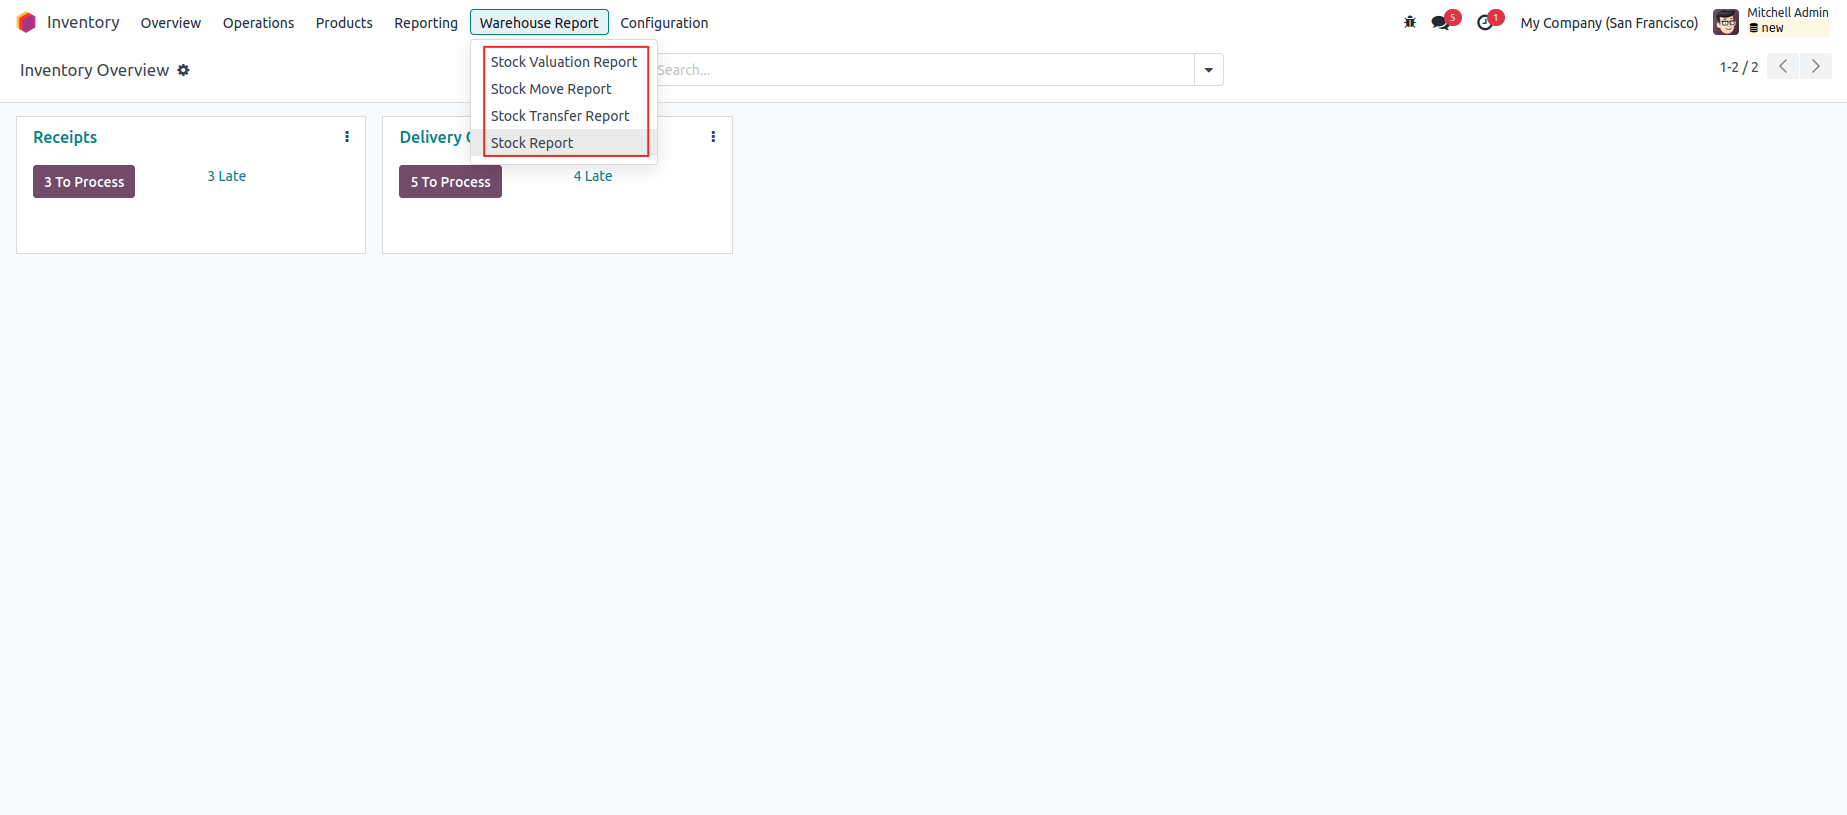 Inventory Overview Operations Products Reporting Warehouse Report Configuration 5 1 My Company (San Francisco) Mitchell Admin
new
Inventory Overview Search... 1-2 / 2
Stock Valuation Report
Stock Move Report
Stock Transfer Report
Stock Report
Receipts
3 To Process 3 Late
Delivery
5 To Process 4 Late